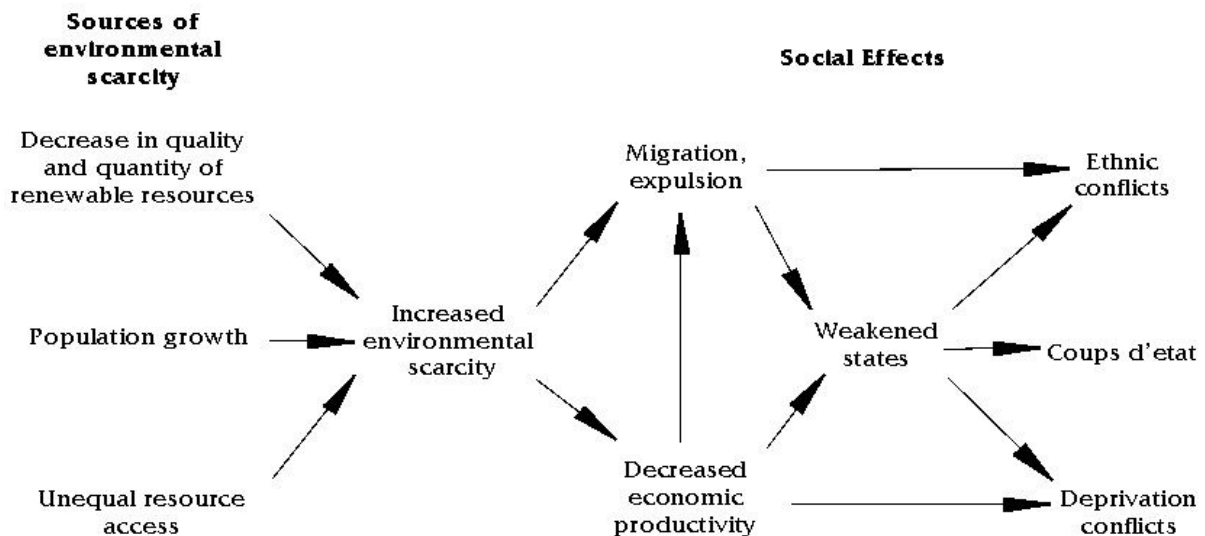 Sources of
environmental
scarcity
Social Effects
Decrease in quality
and quantity of
renewable resources
Population growth
Unequal resource
access
Increased
environmental
scarcity
Migration,
expulsion
Decreased
economic
productivity
Weakened
states
Ethnic
conflicts
Coups d'etat
Deprivation
conflicts